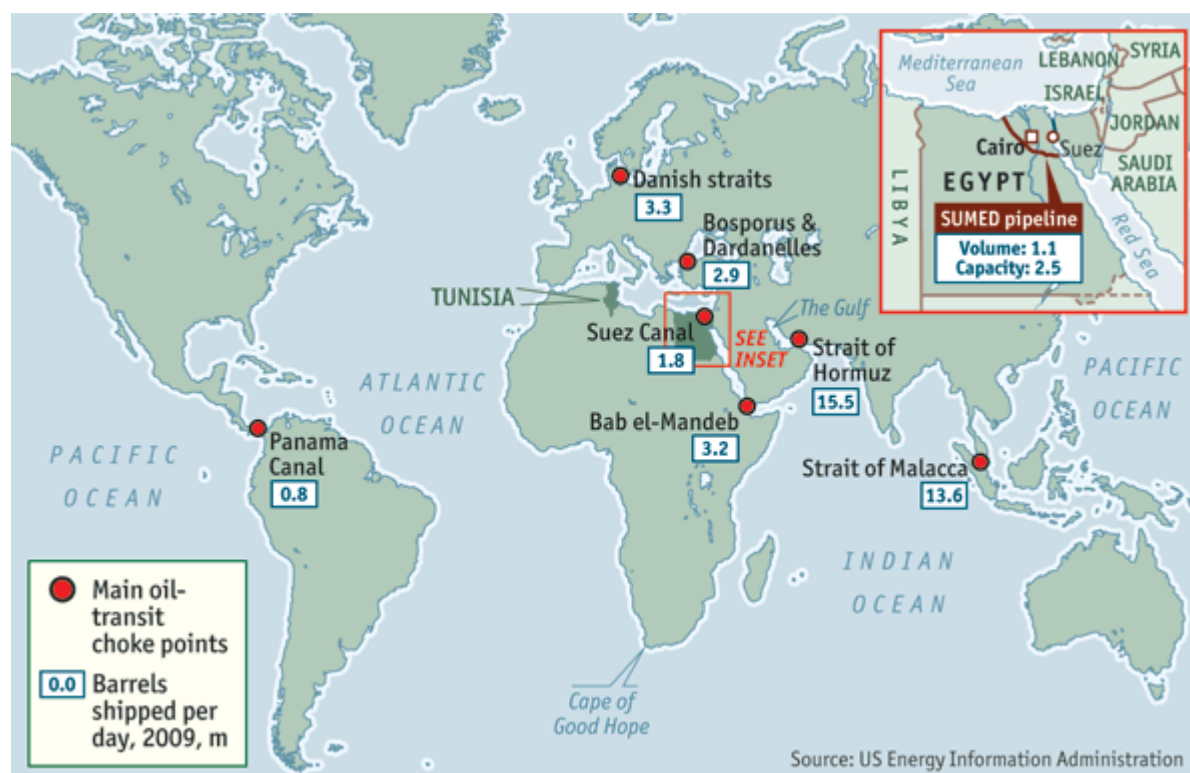 Mediterranean
Sea
LEBANON
SYRIA
ISRAEL
JORDAN
Cairo
Suez
SAUDI
ARABIA
LIBYA
EGYPT
SUMED pipeline
Volume: 1.1
Capacity: 2.5
Red Sea
Danish straits
3.3
Bosporus &
Dardanelles
2.9
TUNISIA
Suez Canal
1.8
SEE
INSET
The Gulf
Strait of
Hormuz
15.5
ATLANTIC
OCEAN
PACIFIC
OCEAN
Bab el-Mandeb
3.2
Panama
Canal
0.8
PACIFIC
OCEAN
Strait of Malacca
13.6
INDIAN
OCEAN
Cape of
Good Hope
Main oil-
transit
choke points
0.0 Barrels
shipped per
day, 2009, m
Source: US Energy Information Administration